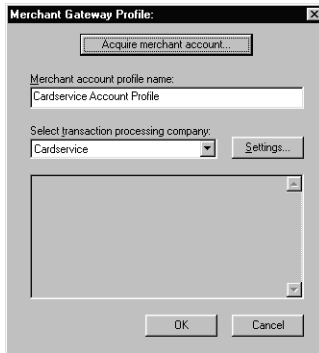 Merchant Gateway Profile:
Acquire merchant account...
Merchant account profile name:
Cardservice Account Profile
Select transaction processing company:
Cardservice
Settings...
OK
Cancel